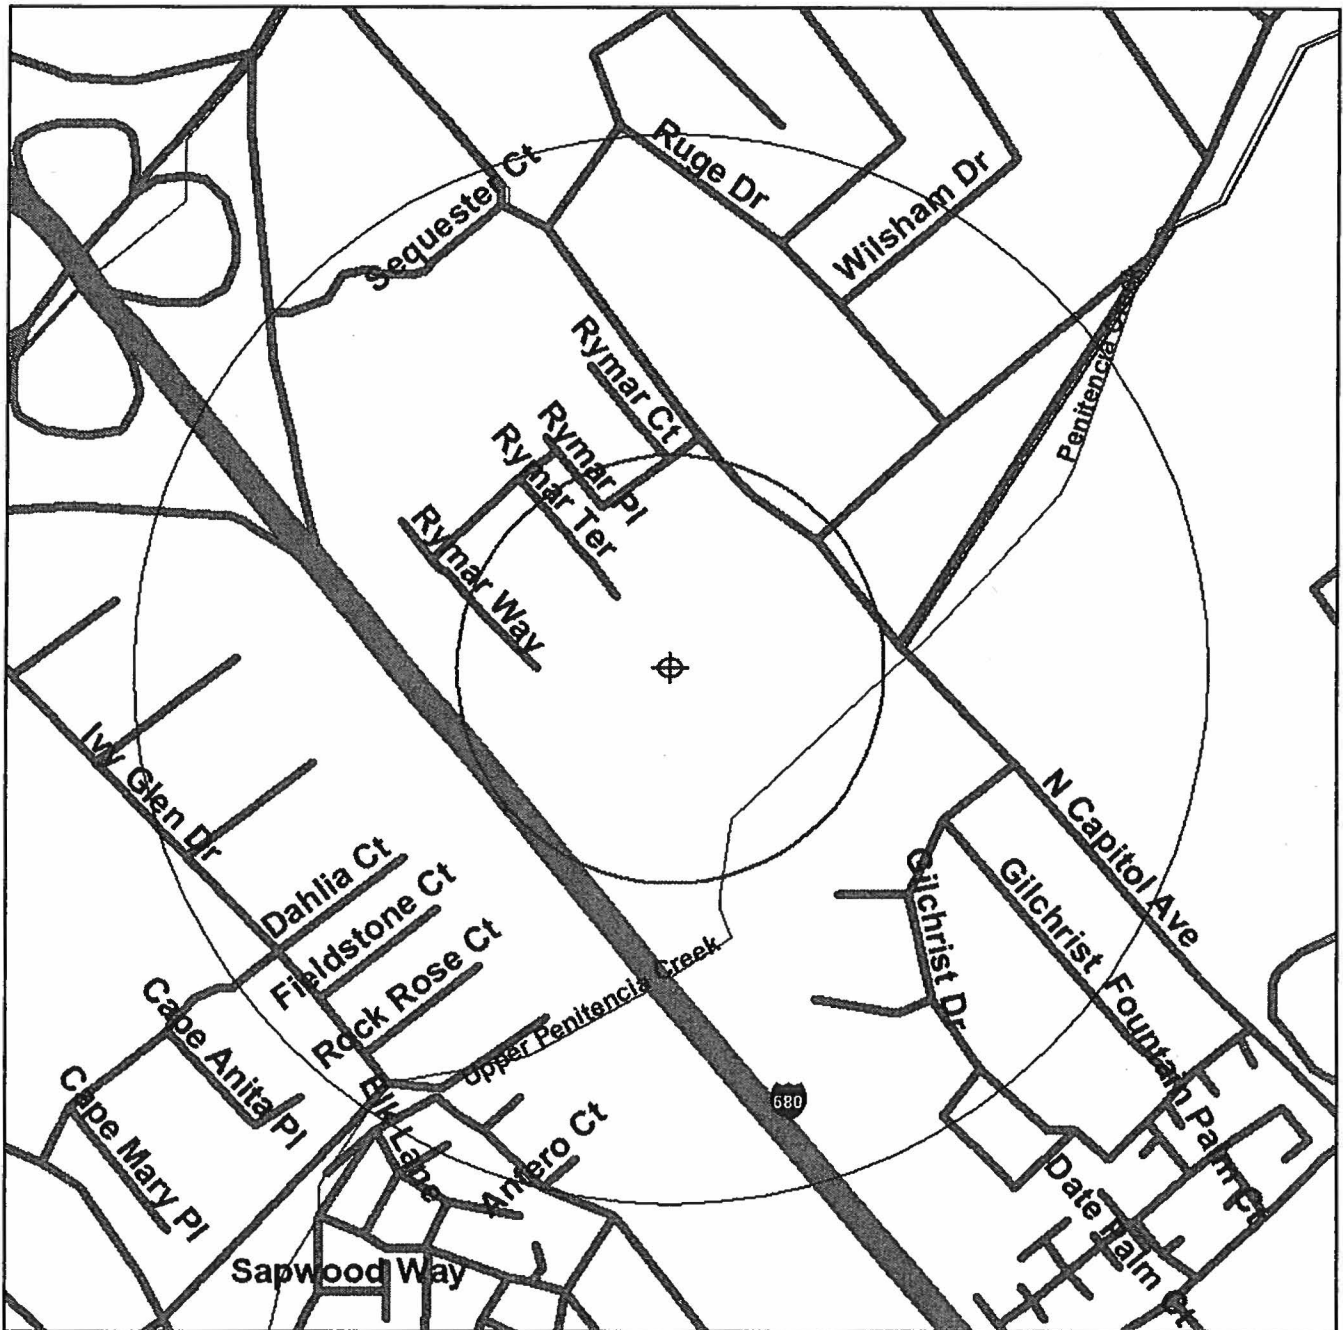 Ruge Dr
Sequester Ct
Wilsham Dr
Rymar Ct
Penitencia
Rymar Pl
Rymar Ter
Rymar Way
Ivy Glen Dr
N Capitol Ave
Dahlia Ct
Gilchrist Dr
Gilchrist
Fieldstone Ct
Rock Rose Ct
Upper Penitencia Creek
Cape Anita Pl
Fountain Palm Ct
Cape Mary Pl
Elk Lane
680
Antero Ct
Date Palm Ct
Sapwood Way